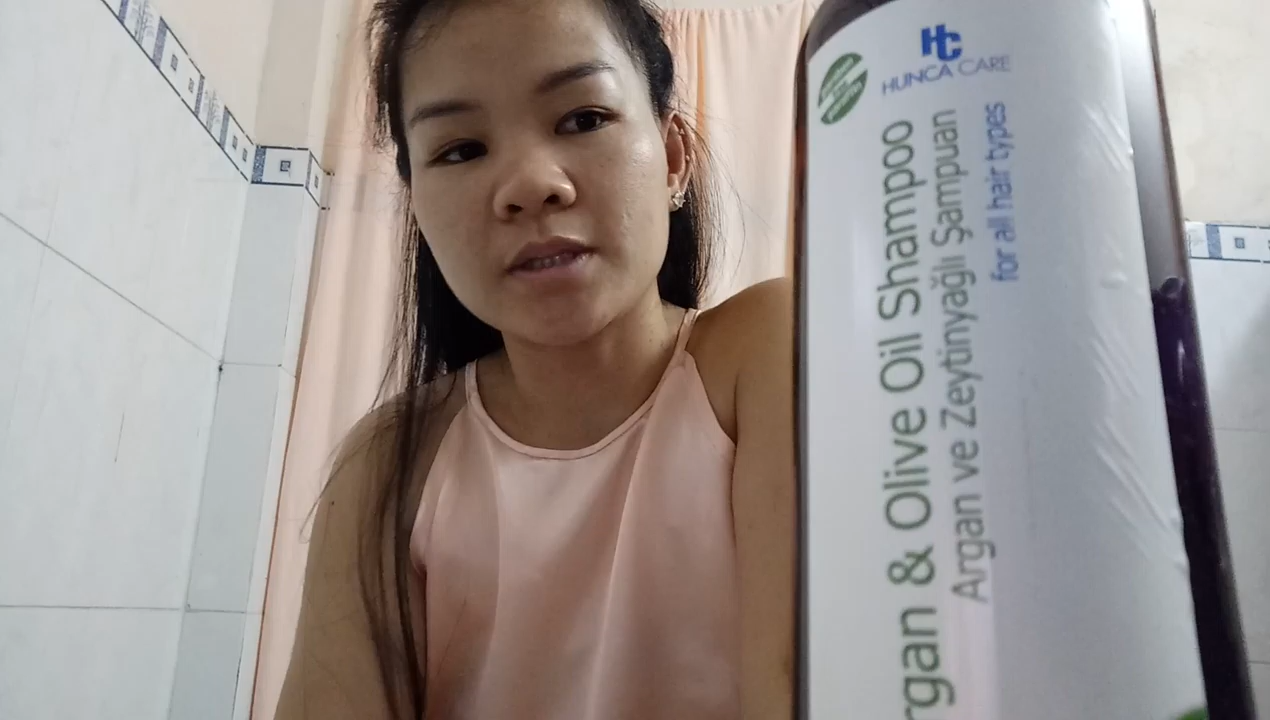 HC
HUNCA CARE
rgan & Olive Oil Shampoo
Argan ve Zeytinyağlı Şampuan
for all hair types